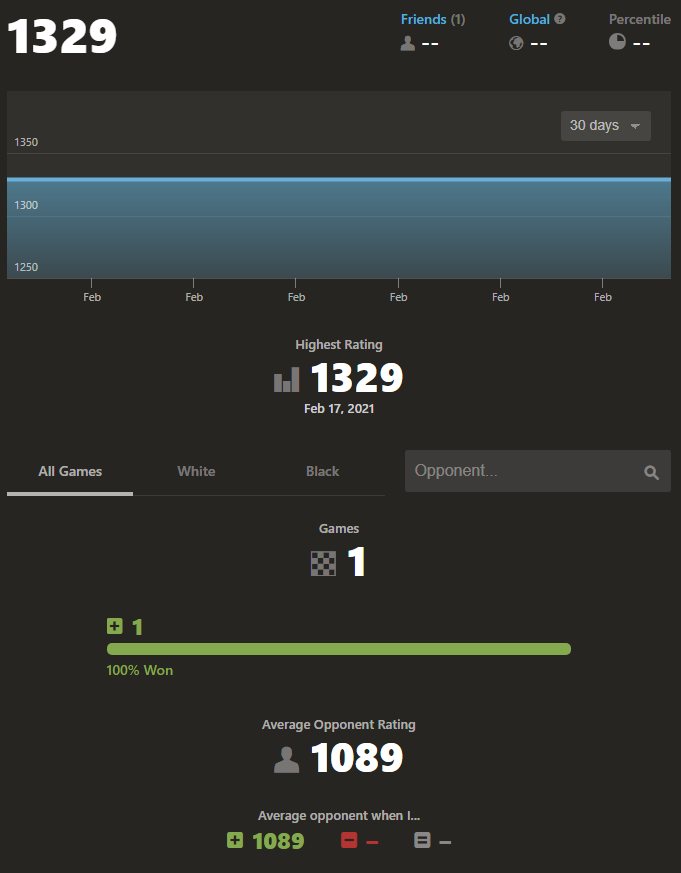 1329
Friends (1) Global ? Percentile
-- -- --
30 days
1350
1300
1250
Feb Feb Feb Feb Feb Feb
Highest Rating
1329
Feb 17, 2021
All Games White Black Opponent...
Games
1
1
100% Won
Average Opponent Rating
1089
Average opponent when I...
1089 – –